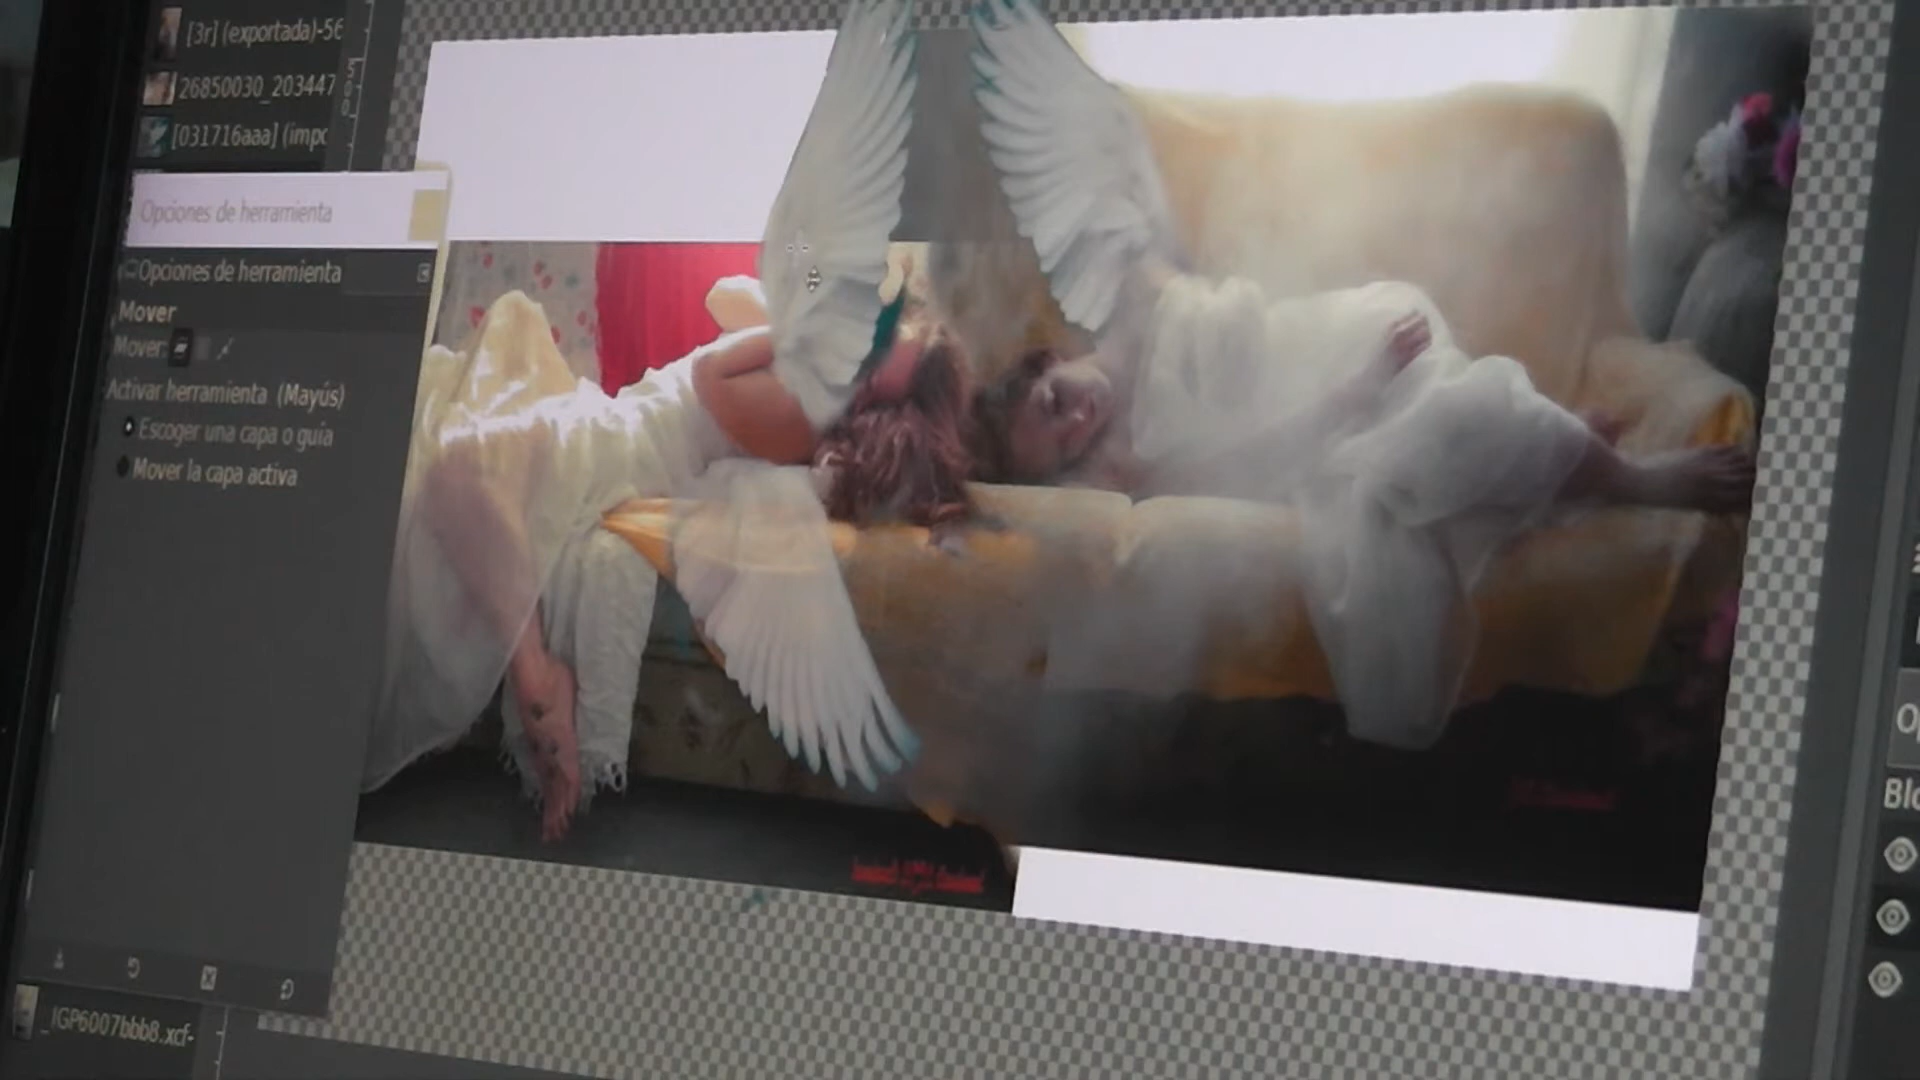 [3r] (exportada)-56
26850030_203447
[031716aaa] (impo
Opciones de herramienta
Opciones de herramienta
Mover
Mover:
Activar herramienta (Mayús)
Escoger una capa o guía
Mover la capa activa
_IGP6007bbb8.xcf-
Op
Blo